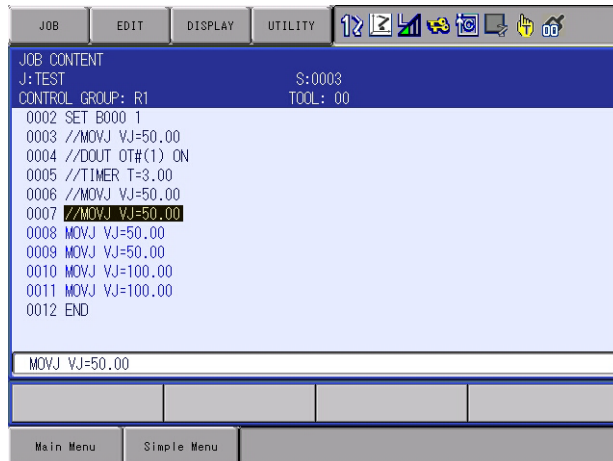 JOB EDIT DISPLAY UTILITY
JOB CONTENT
J:TEST S:0003
CONTROL GROUP: R1 TOOL: 00
0002 SET B000 1
0003 //MOVJ VJ=50.00
0004 //DOUT OT#(1) ON
0005 //TIMER T=3.00
0006 //MOVJ VJ=50.00
0007 //MOVJ VJ=50.00
0008 MOVJ VJ=50.00
0009 MOVJ VJ=50.00
0010 MOVJ VJ=100.00
0011 MOVJ VJ=100.00
0012 END
MOVJ VJ=50.00
Main Menu Simple Menu